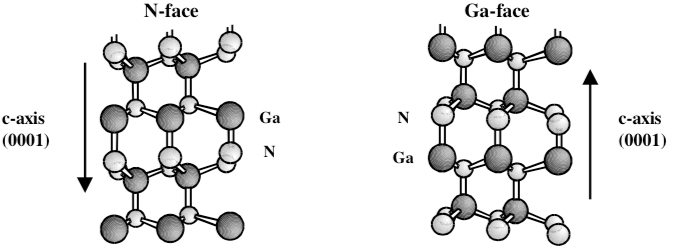 N-face
Ga-face
c-axis
(0001)
Ga
N
N
Ga
c-axis
(0001)